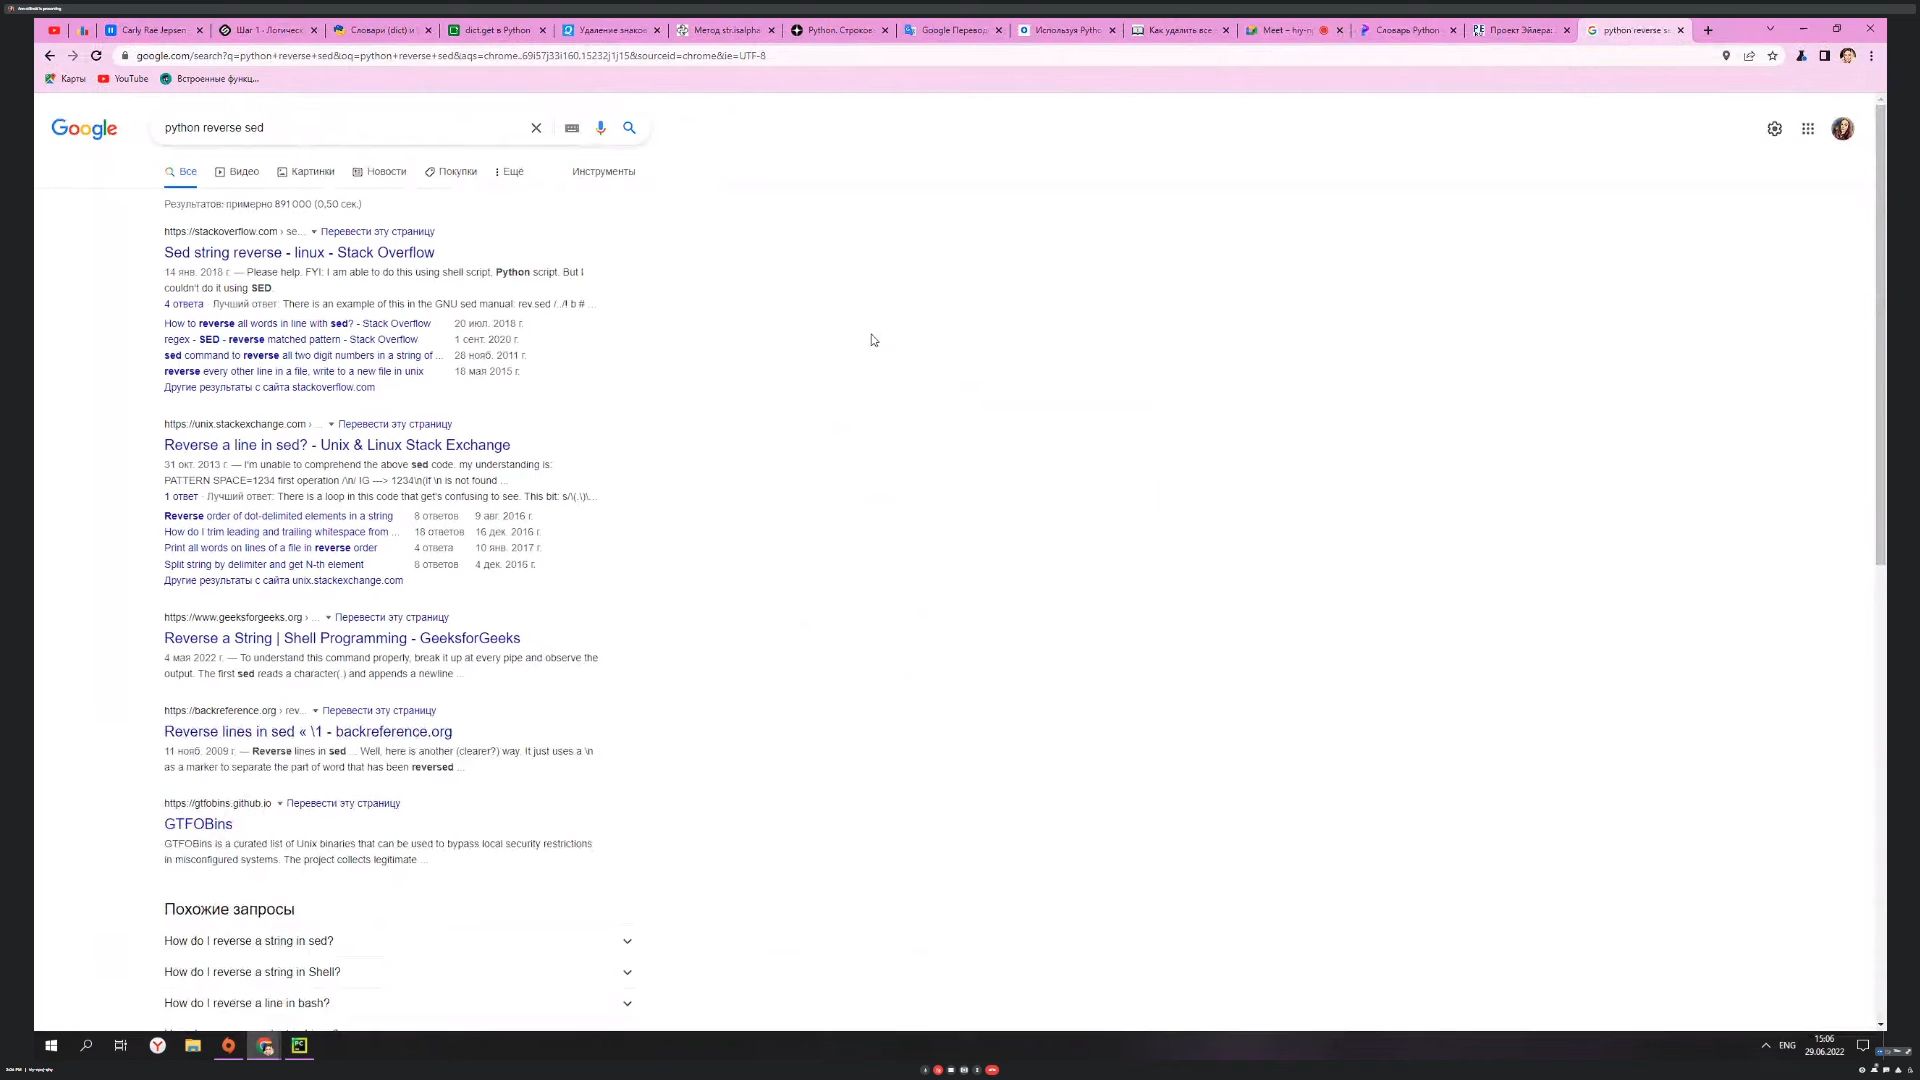 Carly Rae Jepsen
Шаг 1 - Логическ
Словари (dict) и
dict.get в Python
Удаление знаков
Метод str.isalpha
Python. Строков
Google Перевод
Используя Pytho
Как удалить все
Meet – hiy-n
Словарь Python
Проект Эйлера:
python reverse s
google.com/search?q=python+reverse+sed&oq=python+reverse+sed&aqs=chrome..69i57j33i160.15232j1j15&sourceid=chrome&ie=UTF-8
Карты
YouTube
Встроенные функц...
Google
python reverse sed
Все
Видео
Картинки
Новости
Покупки
Ещё
Инструменты
Результатов: примерно 891 000 (0,50 сек.)
https://stackoverflow.com › se... Перевести эту страницу
Sed string reverse - linux - Stack Overflow
14 янв. 2018 г. — Please help. FYI: I am able to do this using shell script, Python script. But I
couldn't do it using SED.
4 ответа · Лучший ответ: There is an example of this in the GNU sed manual: rev.sed /../! b # ...
How to reverse all words in line with sed? - Stack Overflow 20 июл. 2018 г.
regex - SED - reverse matched pattern - Stack Overflow 1 сент. 2020 г.
sed command to reverse all two digit numbers in a string of ... 28 нояб. 2011 г.
reverse every other line in a file, write to a new file in unix 18 мая 2015 г.
Другие результаты с сайта stackoverflow.com
https://unix.stackexchange.com › ... Перевести эту страницу
Reverse a line in sed? - Unix & Linux Stack Exchange
31 окт. 2013 г. — I'm unable to comprehend the above sed code. my understanding is:
PATTERN SPACE=1234 first operation /\n/ !G ---> 1234\n(if \n is not found ...
1 ответ · Лучший ответ: There is a loop in this code that get's confusing to see. This bit: s/\(.\)\...
Reverse order of dot-delimited elements in a string 8 ответов 9 авг. 2016 г.
How do I trim leading and trailing whitespace from ... 18 ответов 16 дек. 2016 г.
Print all words on lines of a file in reverse order 4 ответа 10 янв. 2017 г.
Split string by delimiter and get N-th element 8 ответов 4 дек. 2016 г.
Другие результаты с сайта unix.stackexchange.com
https://www.geeksforgeeks.org › ... Перевести эту страницу
Reverse a String | Shell Programming - GeeksforGeeks
4 мая 2022 г. — To understand this command properly, break it up at every pipe and observe the
output. The first sed reads a character(.) and appends a newline ...
https://backreference.org › rev... Перевести эту страницу
Reverse lines in sed « \1 - backreference.org
11 нояб. 2009 г. — Reverse lines in sed ... Well, here is another (clearer?) way. It just uses a \n
as a marker to separate the part of word that has been reversed ...
https://gtfobins.github.io Перевести эту страницу
GTFOBins
GTFOBins is a curated list of Unix binaries that can be used to bypass local security restrictions
in misconfigured systems. The project collects legitimate ...
Похожие запросы
How do I reverse a string in sed?
How do I reverse a string in Shell?
How do I reverse a line in bash?
ENG
15:06
29.06.2022